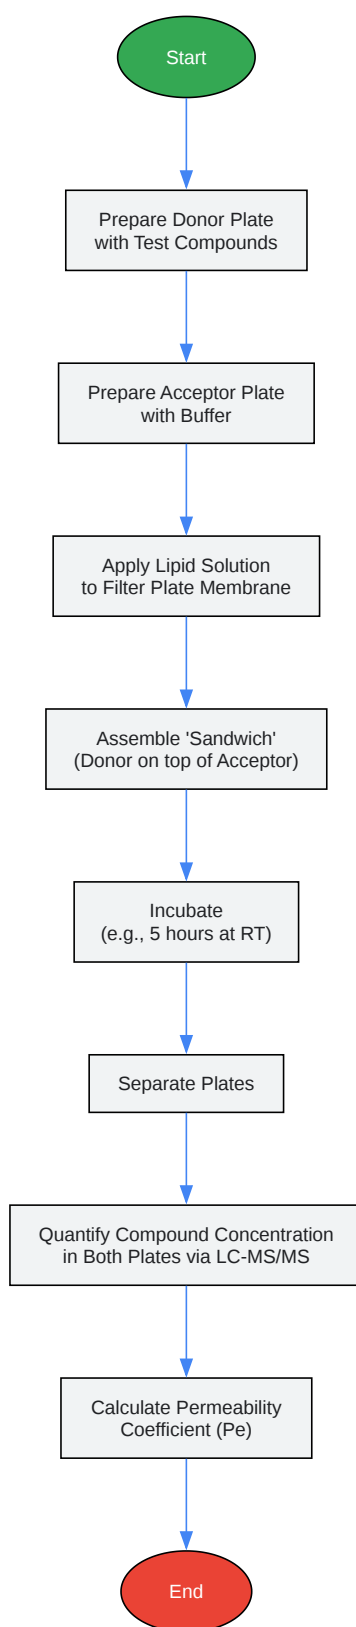 Start
Prepare Donor Plate
with Test Compounds
Prepare Acceptor Plate
with Buffer
Apply Lipid Solution
to Filter Plate Membrane
Assemble 'Sandwich'
(Donor on top of Acceptor)
Incubate
(e.g., 5 hours at RT)
Separate Plates
Quantify Compound Concentration
in Both Plates via LC-MS/MS
Calculate Permeability
Coefficient (Pe)
End